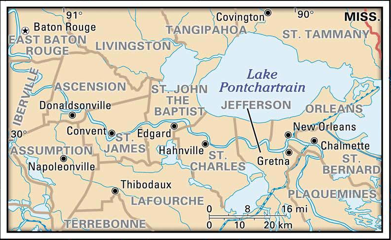 91°
Covington
90°
MISS.
Baton Rouge
TANGIPAHOA
EAST BATON
ROUGE
LIVINGSTON
ST. TAMMANY
IBERVILLE
Lake
Pontchartrain
ASCENSION
ST. JOHN
THE
BAPTIST
JEFFERSON
ORLEANS
Donaldsonville
New Orleans
30°
Convent
Edgard
Chalmette
ASSUMPTION
ST.
JAMES
Hahnville
Gretna
ST.
BERNARD
Napoleonville
ST.
CHARLES
Thibodaux
PLAQUEMINES
LAFOURCHE
0 8 16 mi
0 10 20 km
TERREBONNE